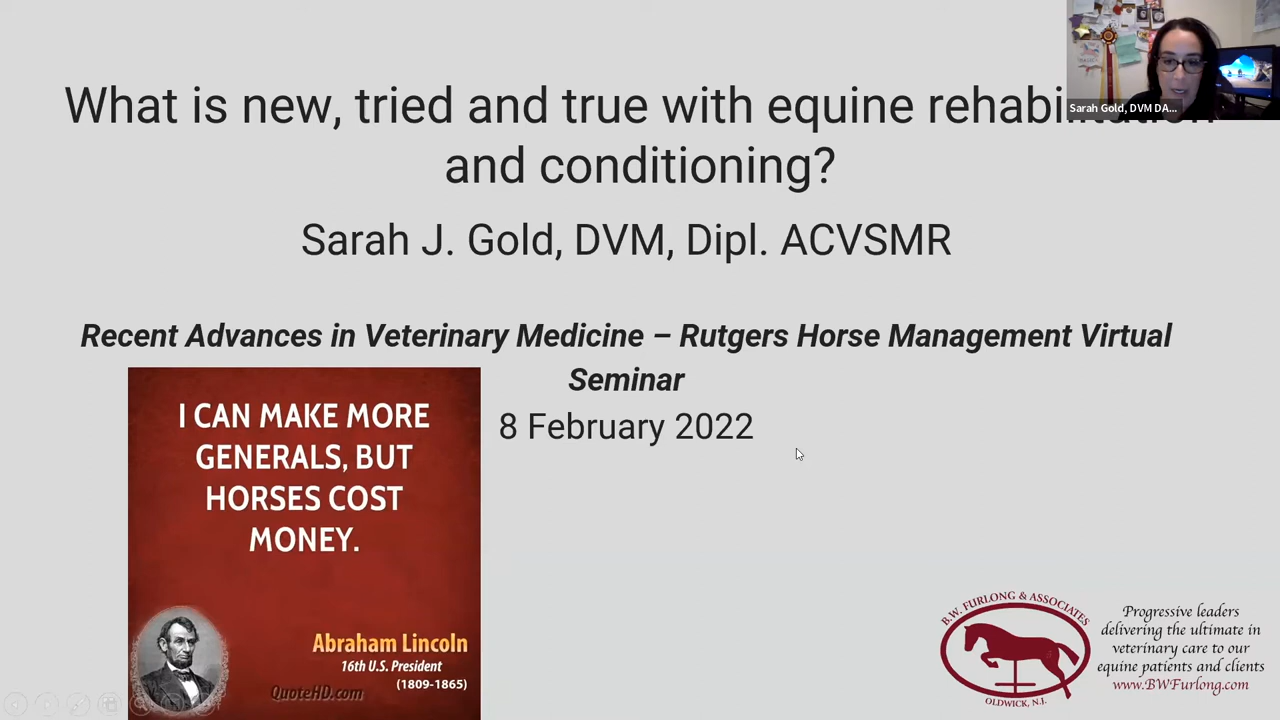 What is new, tried and true with equine rehabilitation
Sarah Gold, DVM DA...
and conditioning?
Sarah J. Gold, DVM, Dipl. ACVSMR
Recent Advances in Veterinary Medicine – Rutgers Horse Management Virtual
Seminar
8 February 2022
I CAN MAKE MORE
GENERALS, BUT
HORSES COST
MONEY.
Abraham Lincoln
16th U.S. President
(1809-1865)
QuoteHD.com
B.W. FURLONG & ASSOCIATES
OLDWICK, N.J.
Progressive leaders
delivering the ultimate in
veterinary care to our
equine patients and clients
www.BWFurlong.com